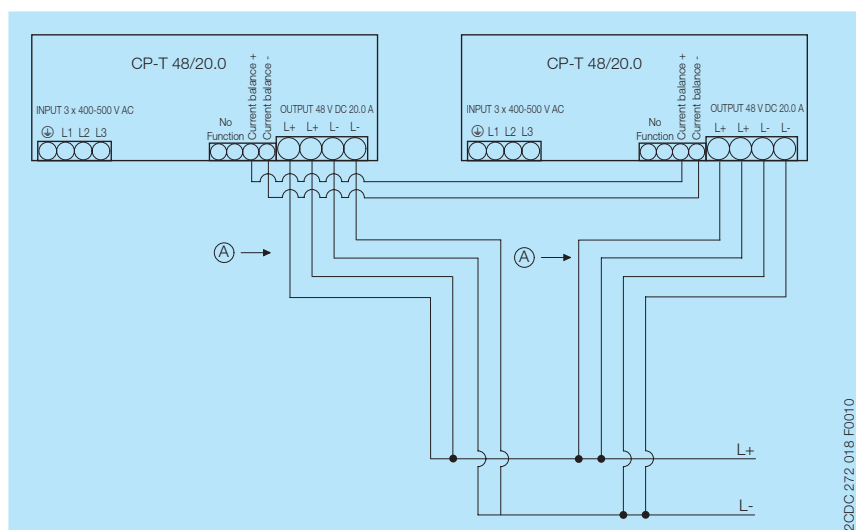 CP-T 48/20.0
Current balance +
Current balance -
INPUT 3 x 400-500 V AC
OUTPUT 48 V DC 20.0 A
No
Function
L1 L2 L3
L+ L+ L- L-
CP-T 48/20.0
Current balance +
Current balance -
INPUT 3 x 400-500 V AC
OUTPUT 48 V DC 20.0 A
No
Function
L1 L2 L3
L+ L+ L- L-
A
A
L+
L-
2CDC 272 018 F0010